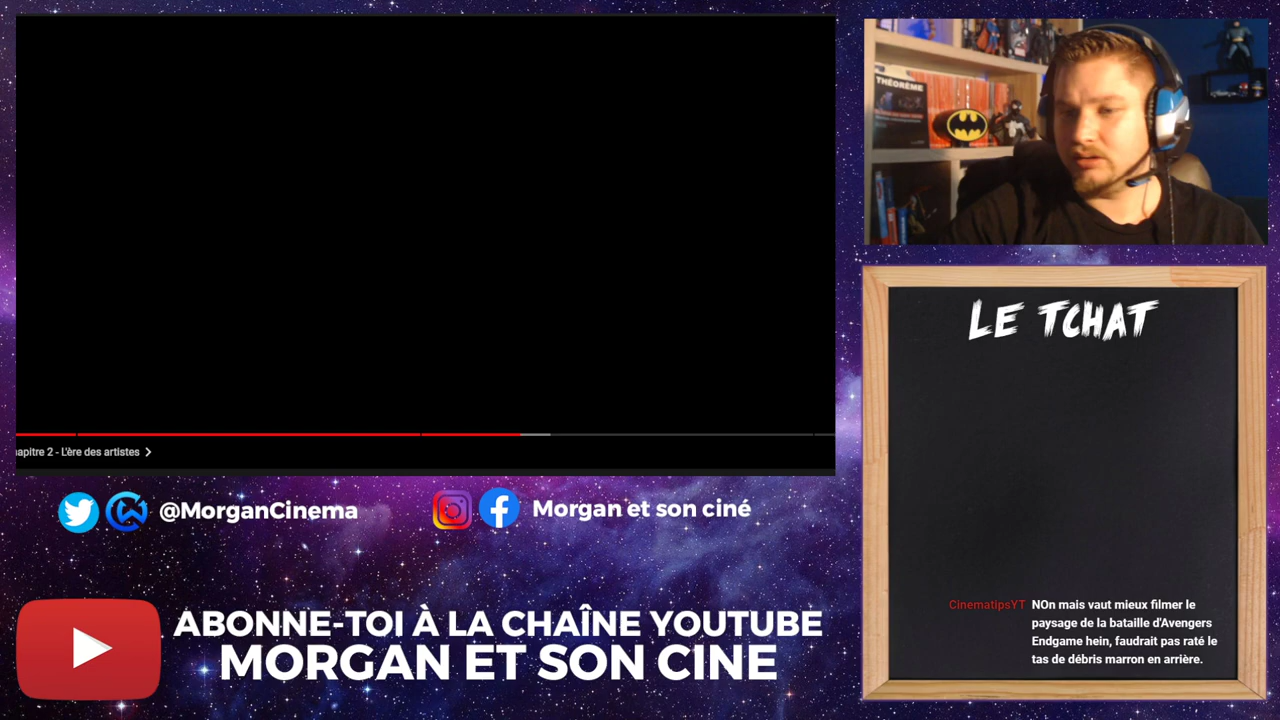 THÉORÈME
LE TCHAT
apitre 2 - L'ère des artistes
@MorganCinema
Morgan et son ciné
ABONNE-TOI À LA CHAÎNE YOUTUBE
MORGAN ET SON CINE
CinematipsYT NOn mais vaut mieux filmer le
paysage de la bataille d'Avengers
Endgame hein, faudrait pas raté le
tas de débris marron en arrière.